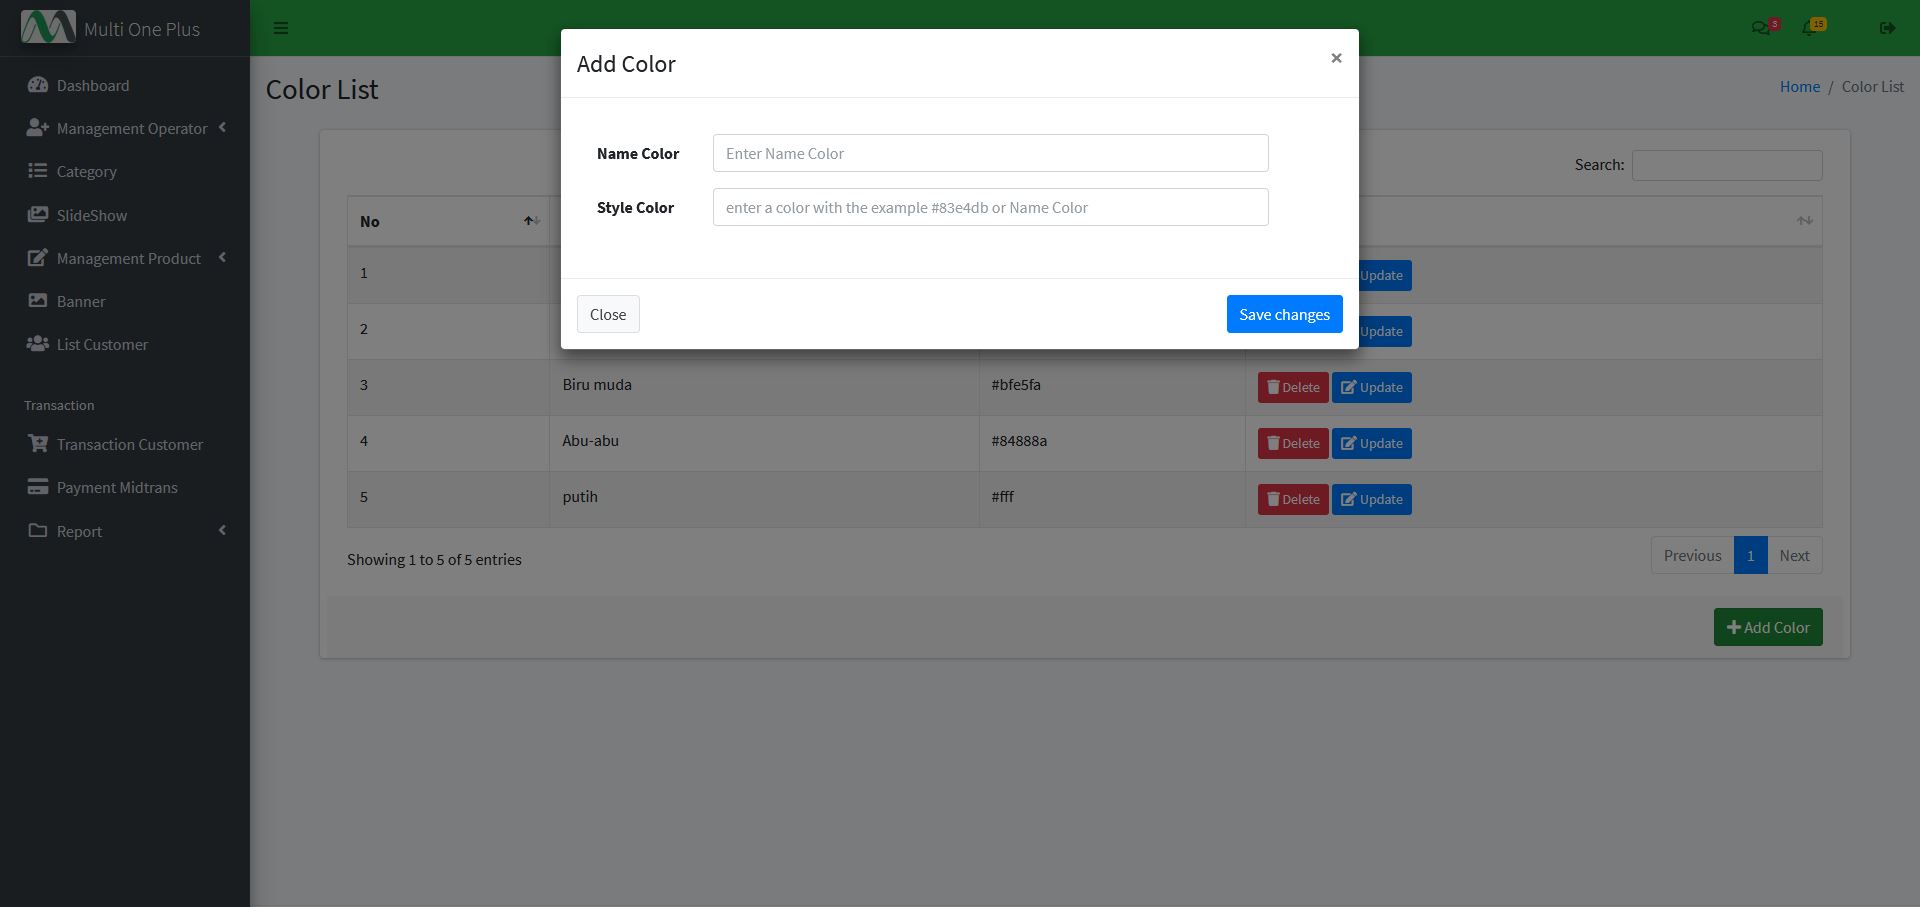 Multi One Plus
3
15
Dashboard
Management Operator
Category
SlideShow
Management Product
Banner
List Customer
Transaction
Transaction Customer
Payment Midtrans
Report
Color List
Home / Color List
Add Color
×
Name Color
Enter Name Color
Style Color
enter a color with the example #83e4db or Name Color
Close
Save changes
Search:
No
1
Update
2
Update
3
Biru muda
#bfe5fa
Delete
Update
4
Abu-abu
#84888a
Delete
Update
5
putih
#fff
Delete
Update
Showing 1 to 5 of 5 entries
Previous
1
Next
Add Color